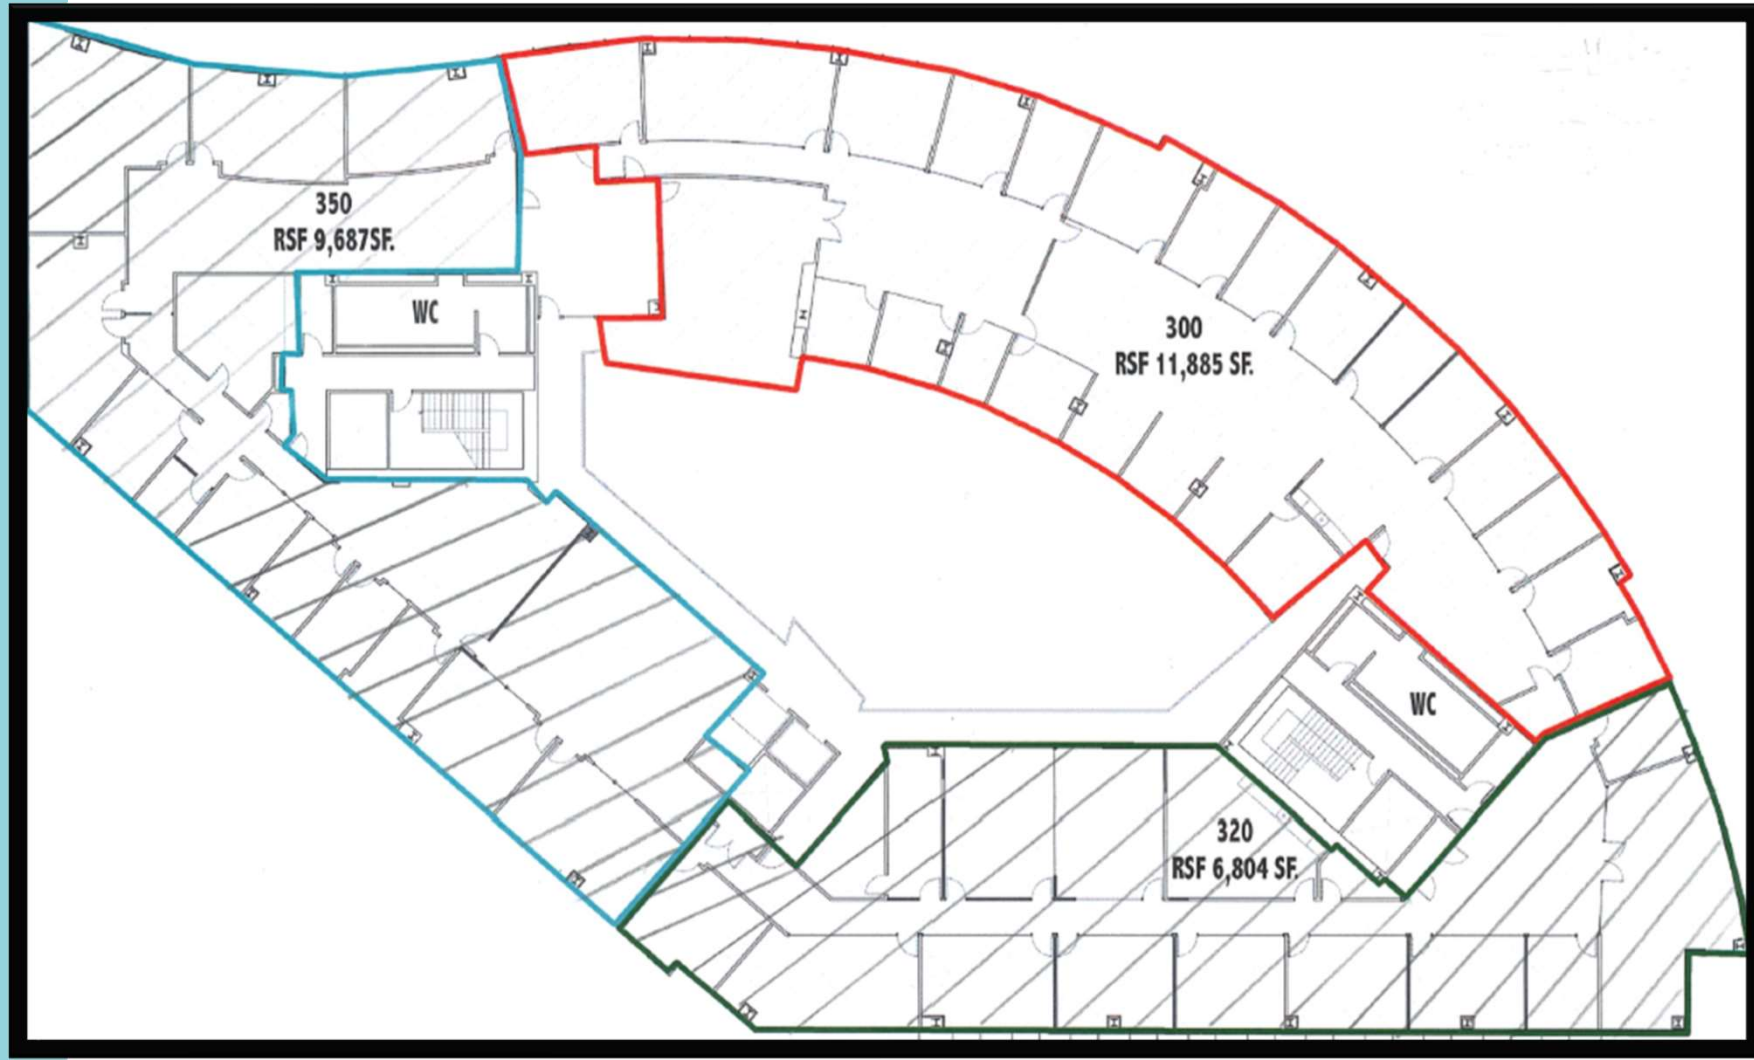 350
RSF 9,687SF.
WC
300
RSF 11,885 SF.
WC
320
RSF 6,804 SF.